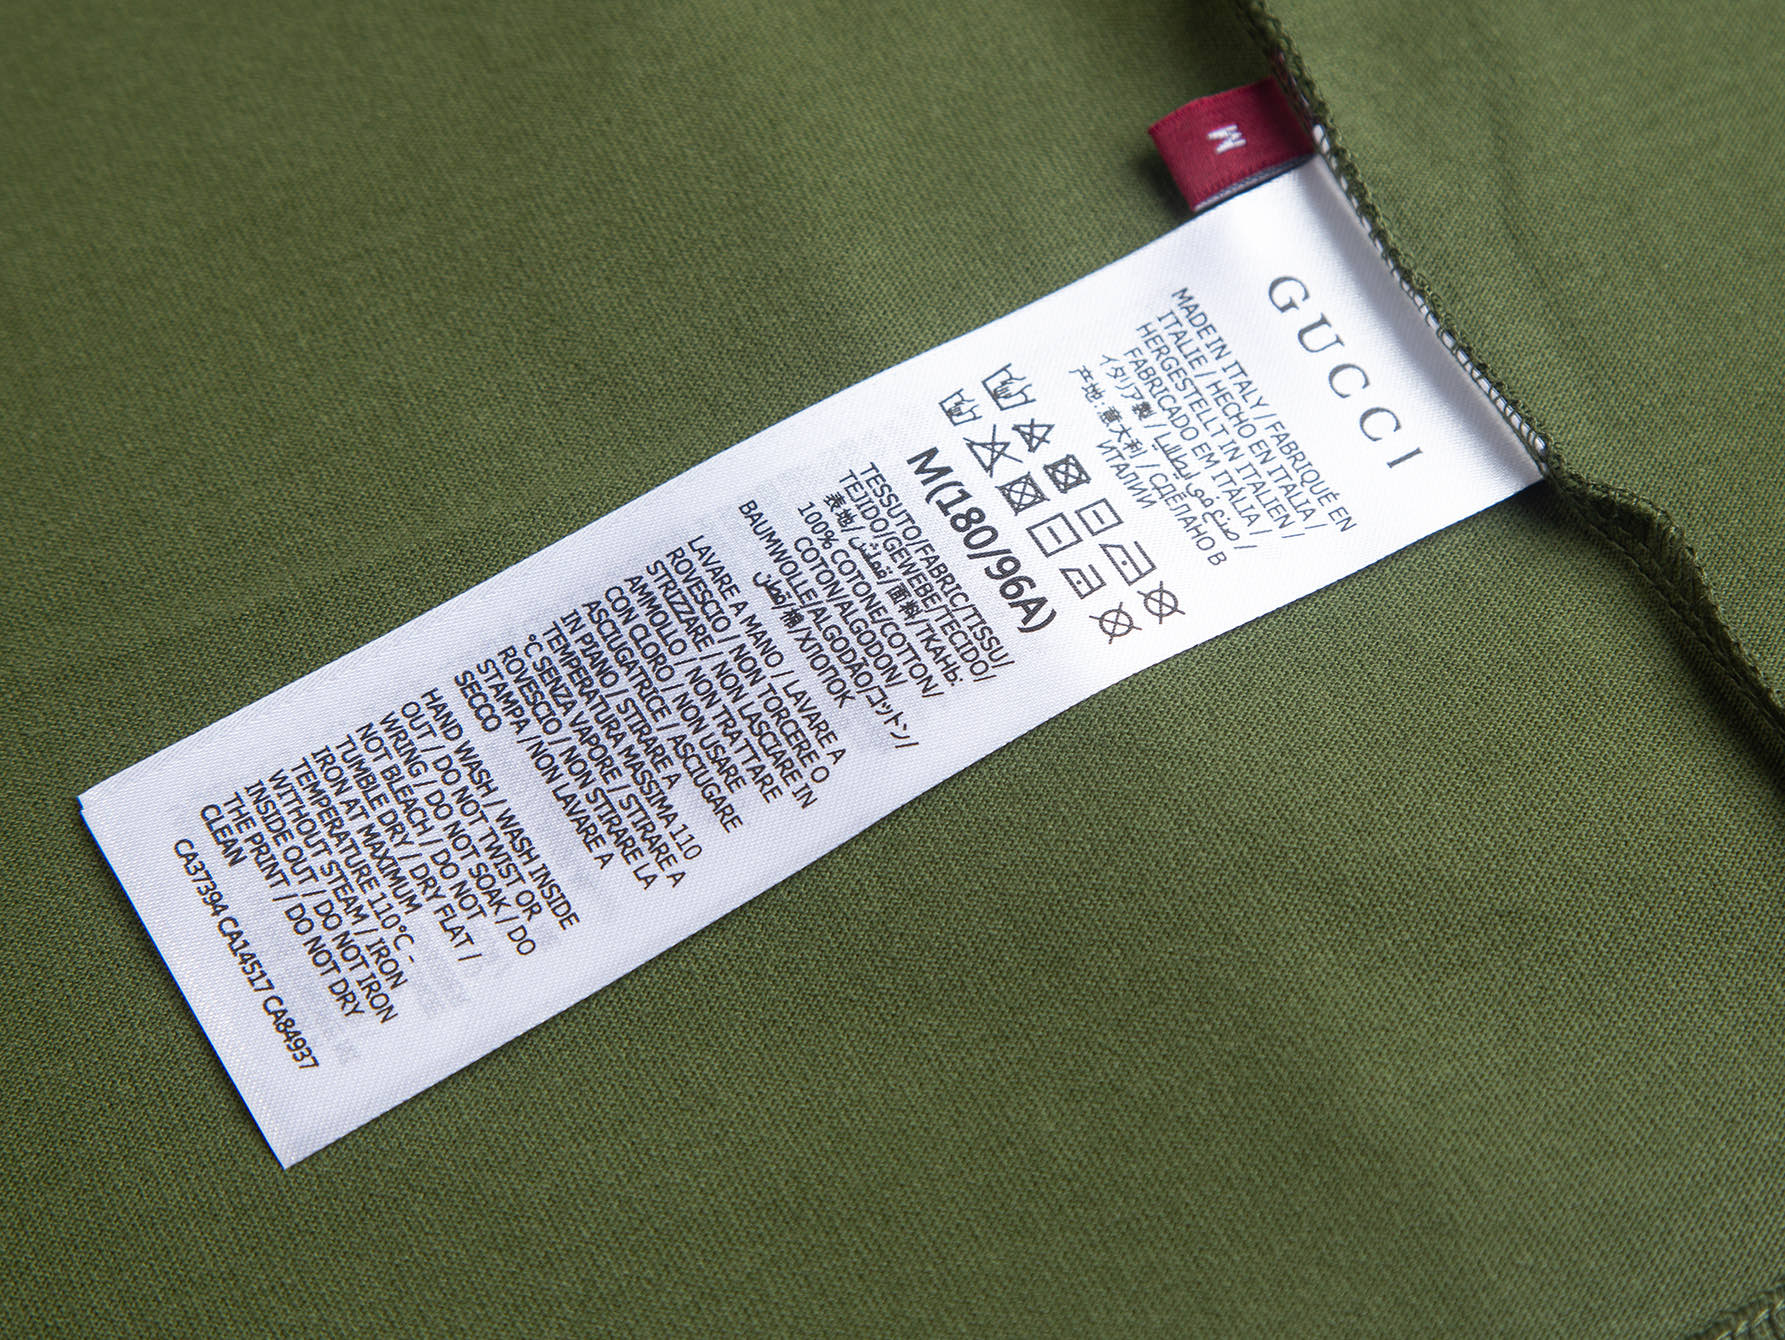 M
GUCCI
MADE IN ITALY / FABRIQUÉ EN
ITALIE / HECHO EN ITALIA /
HERGESTELLT IN ITALIEN /
FABRICADO EM ITÁLIA /
イタリア製 / صنع في إيطاليا /
产地：意大利 / СДЕЛАНО В
ИТАЛИИ
M(180/96A)
TESSUTO/FABRIC/TISSU/
TEJIDO/GEWEBE/TECIDO/
表地/قماش/面料/ТКАНЬ:
100% COTONE/COTTON/
COTON/ALGODON/
BAUMWOLLE/ALGODÃO/コットン/
قطن/棉/ХЛОПОК
LAVARE A MANO / LAVARE A
ROVESCIO / NON TORCERE O
STRIZZARE / NON LASCIARE IN
AMMOLLO / NON TRATTARE
CON CLORO / NON USARE
ASCIUGATRICE / ASCIUGARE
IN PIANO / STIRARE A
TEMPERATURA MASSIMA 110
°C SENZA VAPORE / STIRARE A
ROVESCIO / NON STIRARE LA
STAMPA / NON LAVARE A
SECCO
HAND WASH / WASH INSIDE
OUT / DO NOT TWIST OR
WRING / DO NOT SOAK / DO
NOT BLEACH / DO NOT
TUMBLE DRY / DRY FLAT /
IRON AT MAXIMUM
TEMPERATURE 110°C -
WITHOUT STEAM / IRON
INSIDE OUT / DO NOT IRON
THE PRINT / DO NOT DRY
CLEAN
CA37394 CA14517 CA84937